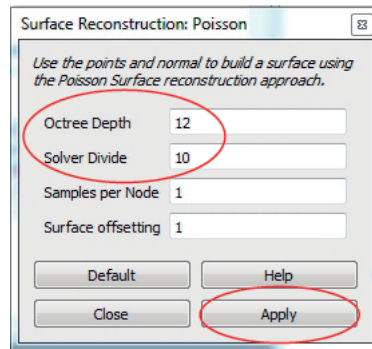 Surface Reconstruction: Poisson
Use the points and normal to build a surface using
the Poisson Surface reconstruction approach.
Octree Depth 12
Solver Divide 10
Samples per Node 1
Surface offsetting 1
Default Help
Close Apply